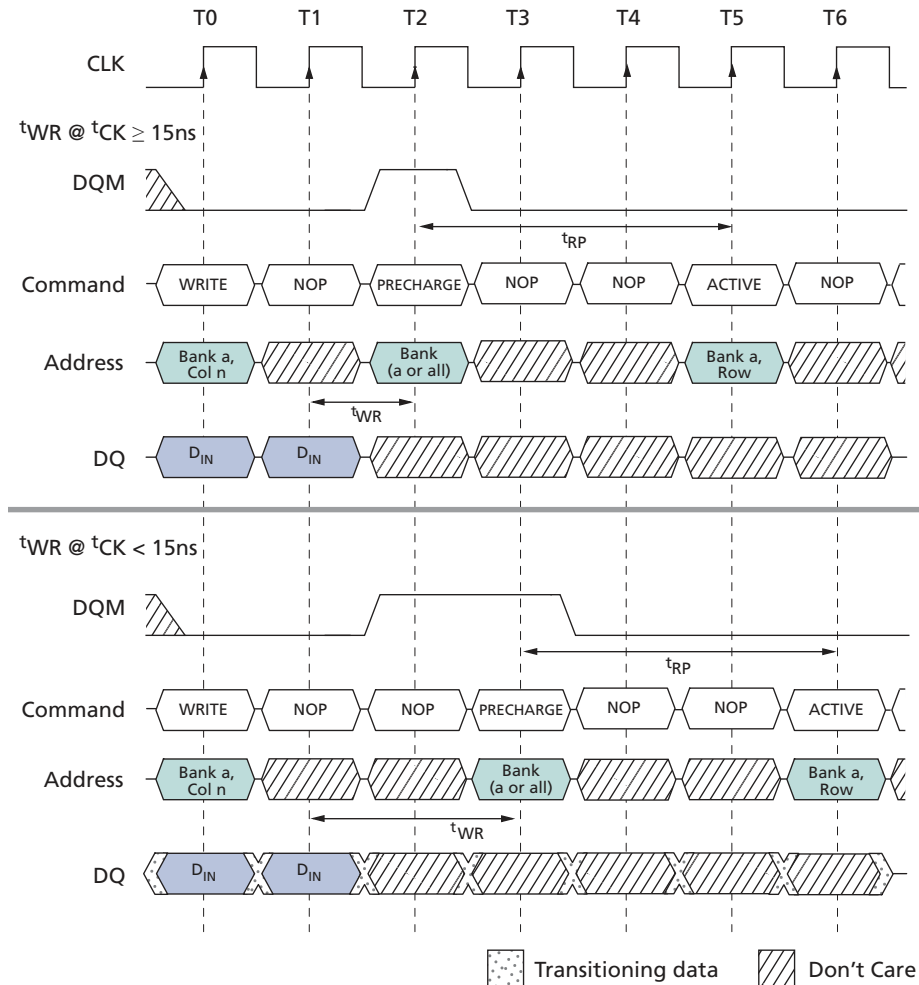 T0 T1 T2 T3 T4 T5 T6
CLK
tWR @ tCK ≥ 15ns
DQM
tRP
Command WRITE NOP PRECHARGE NOP NOP ACTIVE NOP
Address Bank a, Col n Bank (a or all) Bank a, Row
tWR
DQ DIN DIN
tWR @ tCK < 15ns
DQM
tRP
Command WRITE NOP NOP PRECHARGE NOP NOP ACTIVE
Address Bank a, Col n Bank (a or all) Bank a, Row
tWR
DQ DIN DIN
Transitioning data Don't Care